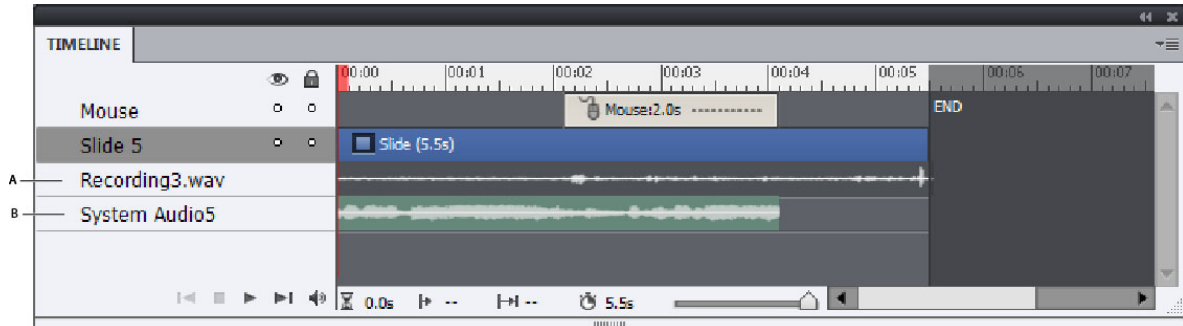 TIMELINE
00:00 00:01 00:02 00:03 00:04 00:05 00:06 00:07
Mouse Mouse:2.0s END
Slide 5 Slide (5.5s)
A Recording3.wav
B System Audio5
0.0s -- -- 5.5s